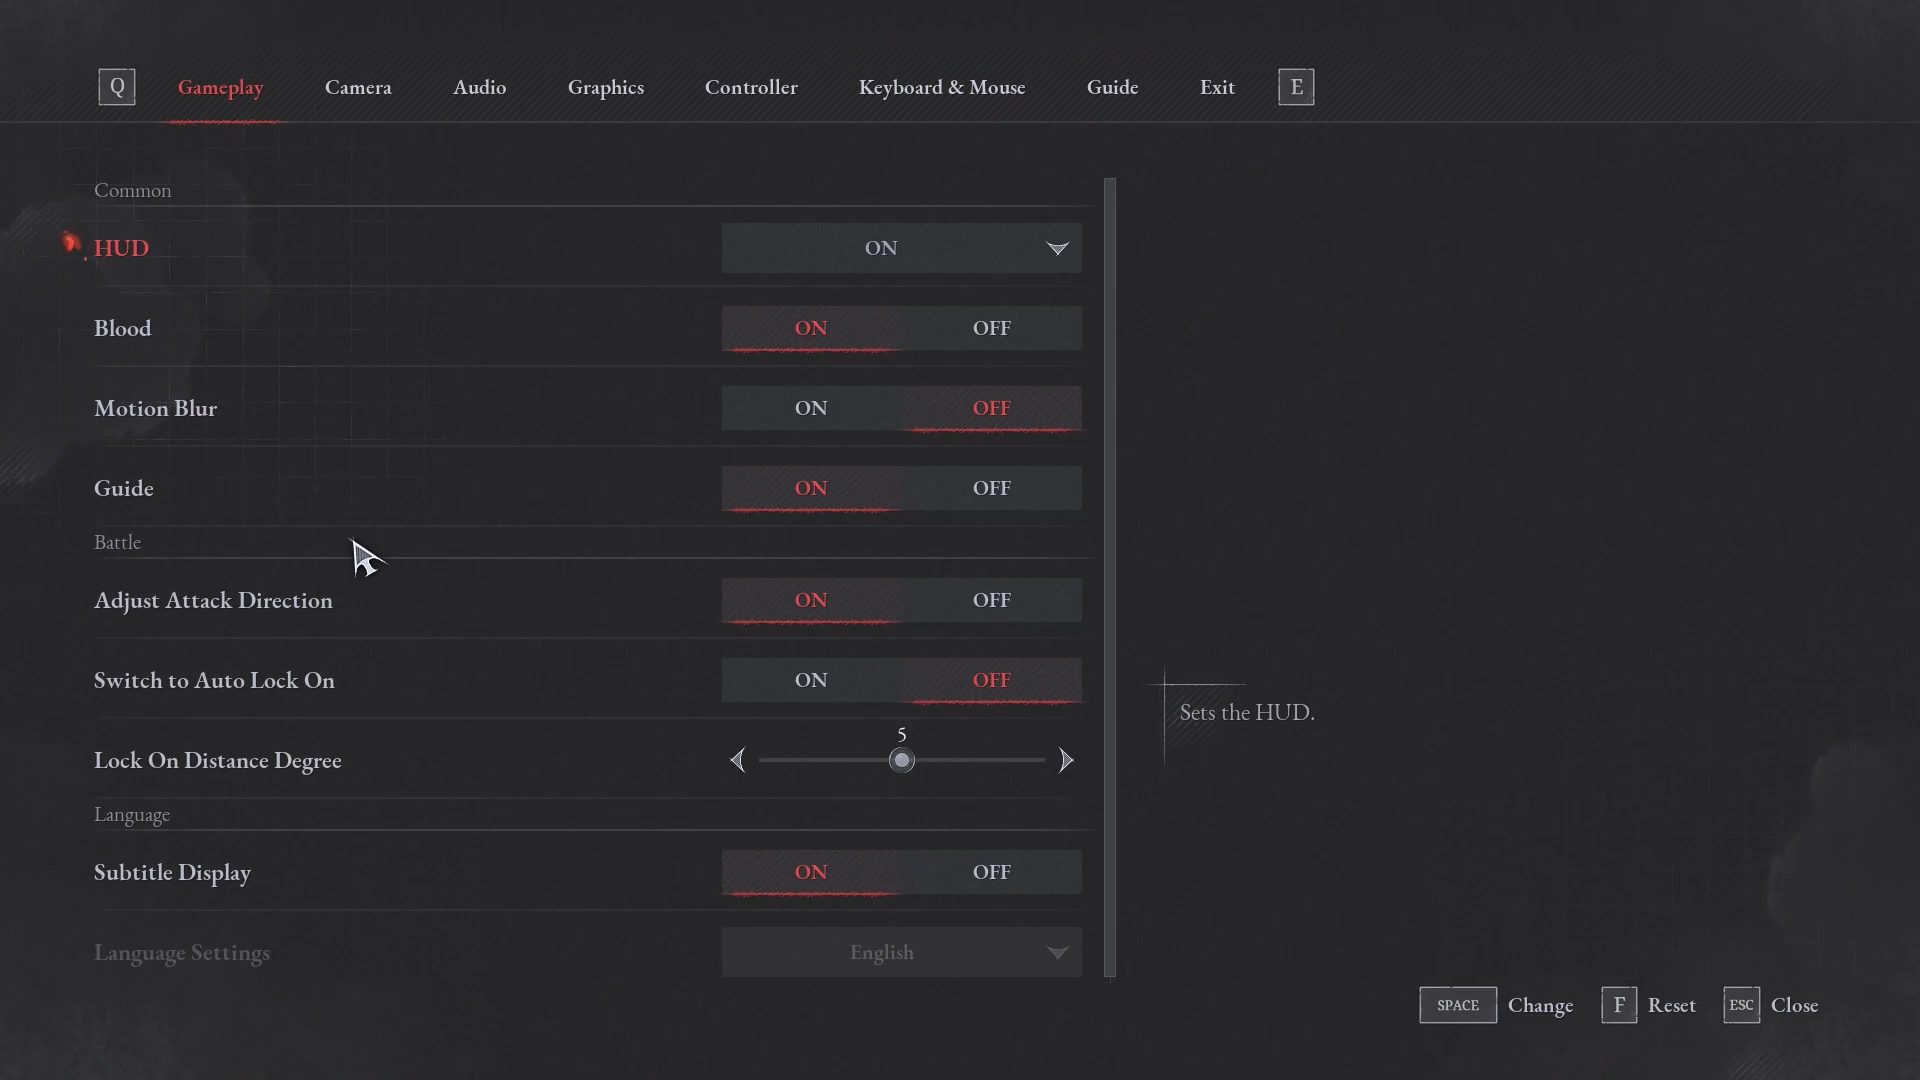 Q Gameplay Camera Audio Graphics Controller Keyboard & Mouse Guide Exit E
Common
HUD ON
Blood ON OFF
Motion Blur ON OFF
Guide ON OFF
Battle
Adjust Attack Direction ON OFF
Switch to Auto Lock On ON OFF
Sets the HUD.
5
Lock On Distance Degree
Language
Subtitle Display ON OFF
Language Settings English
SPACE Change F Reset ESC Close